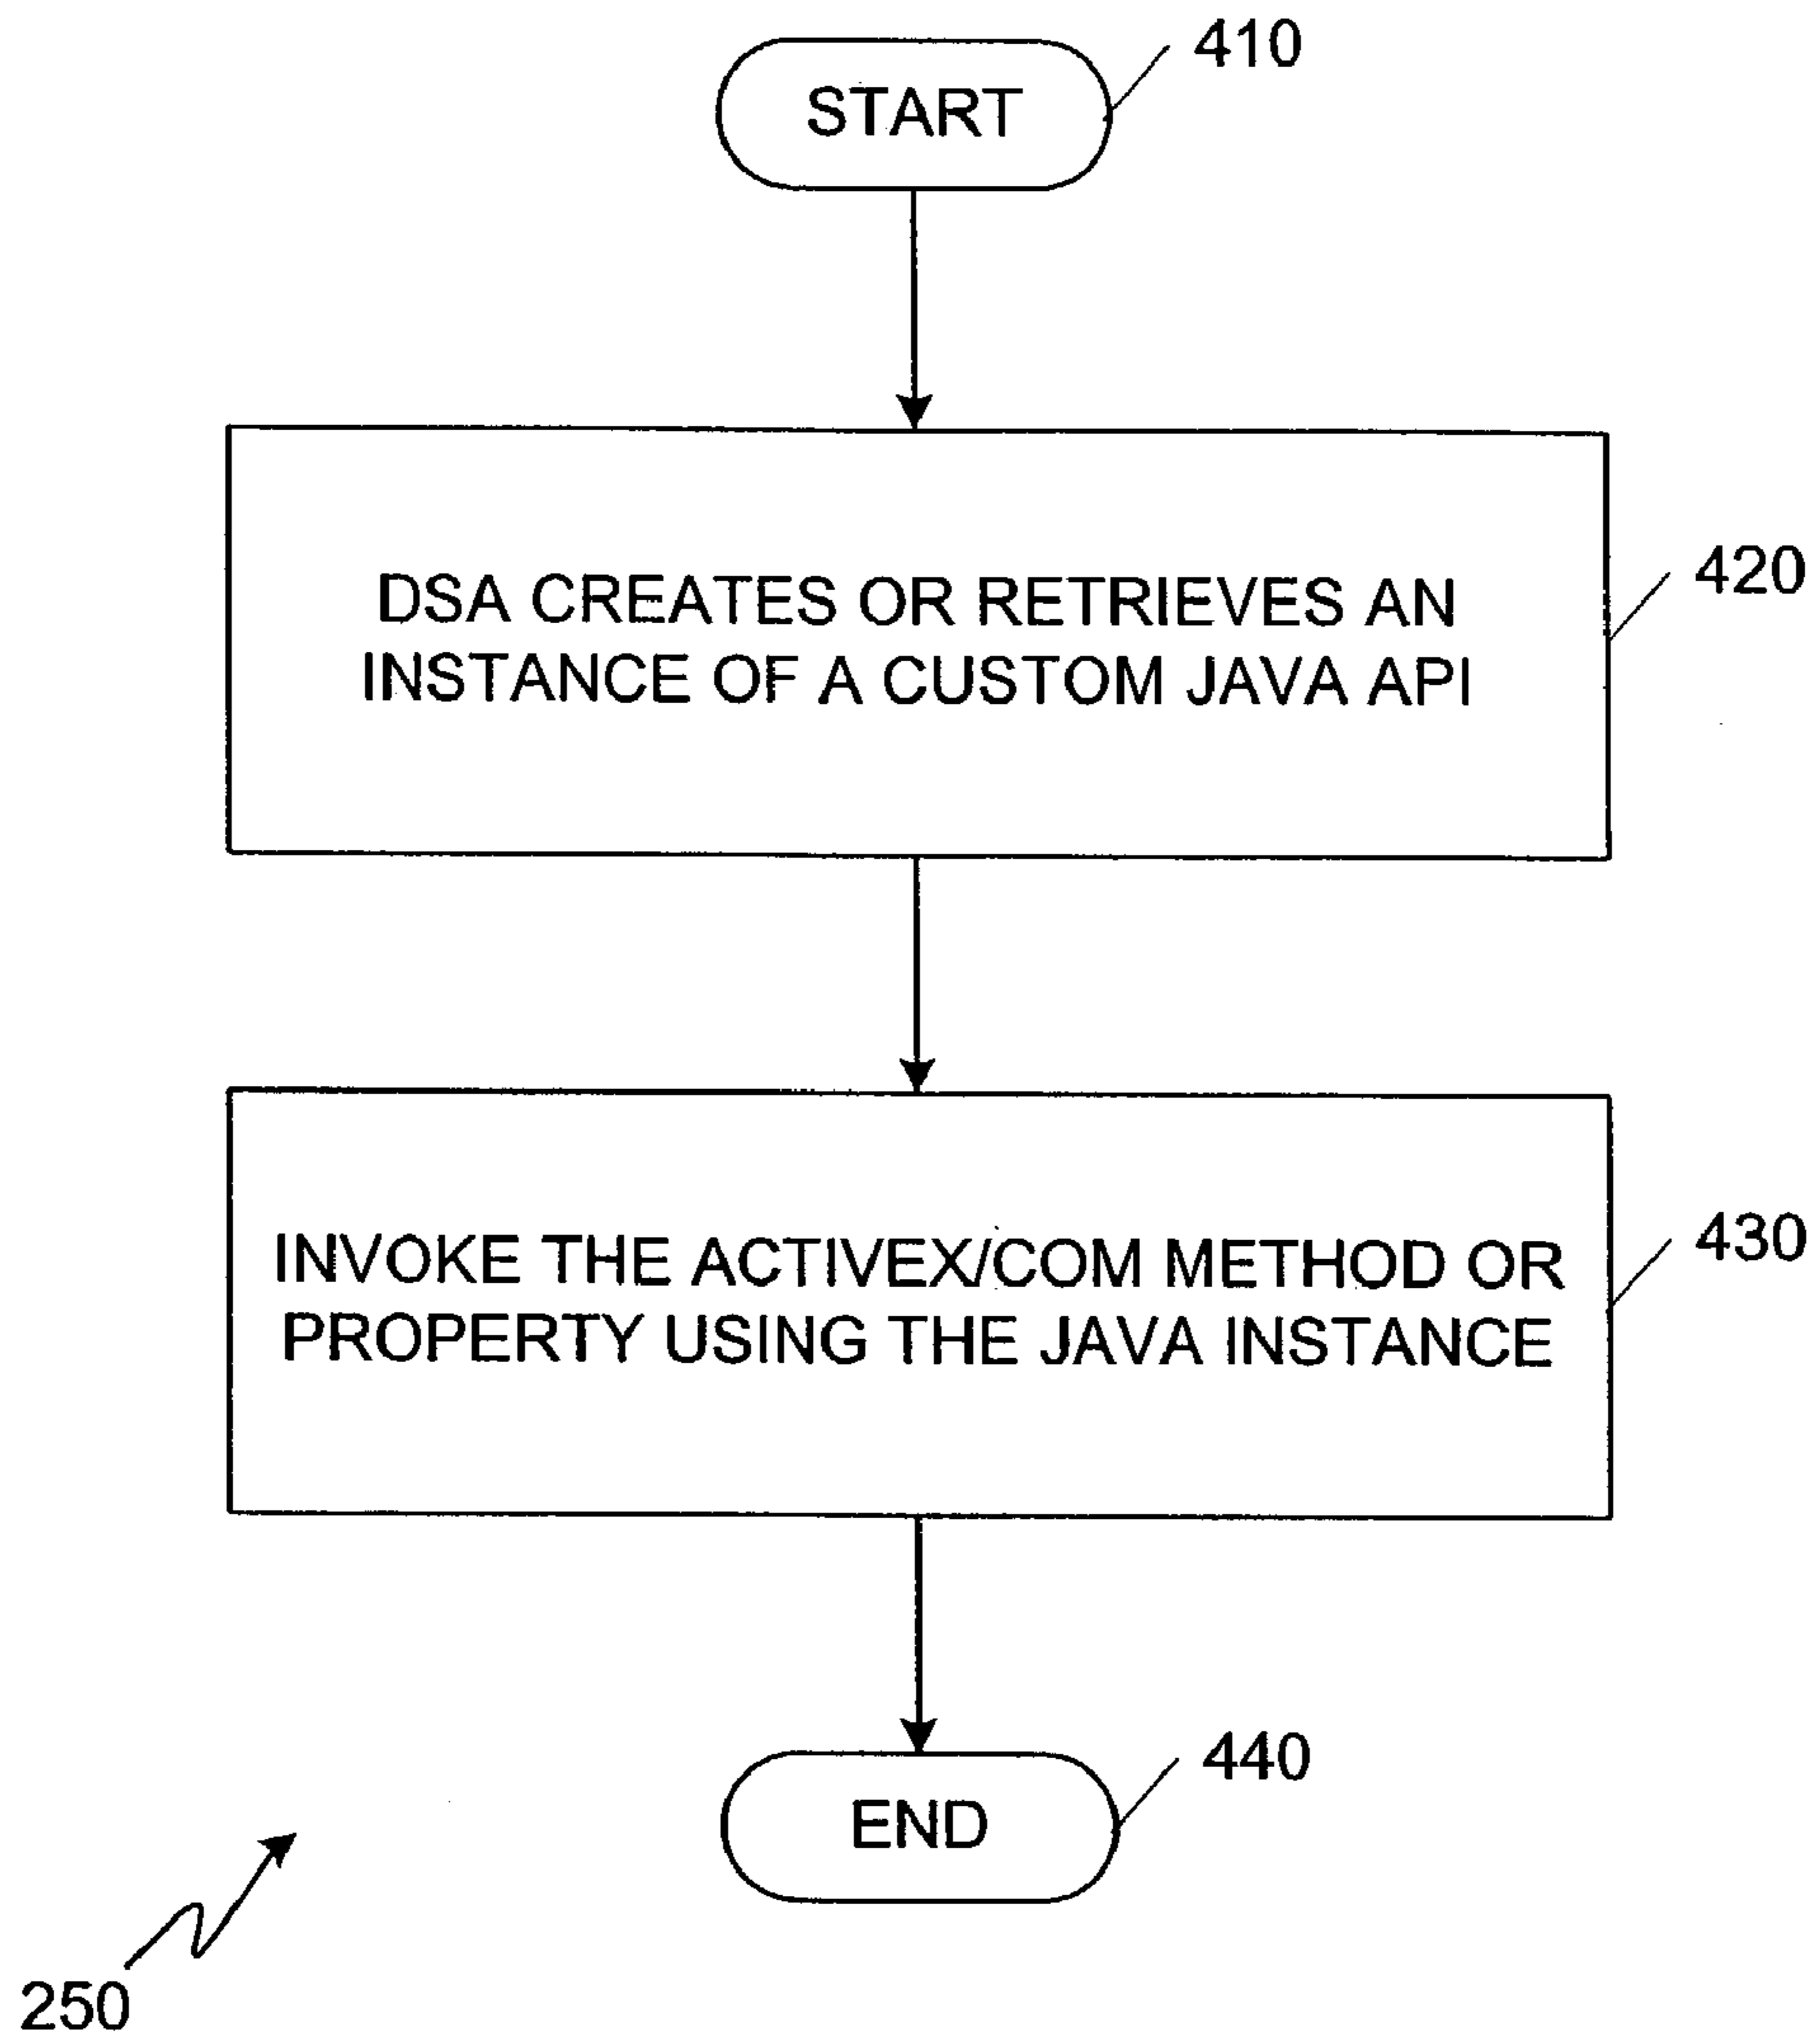 410
START
420
DSA CREATES OR RETRIEVES AN
INSTANCE OF A CUSTOM JAVA API
430
INVOKE THE ACTIVEX/COM METHOD OR
PROPERTY USING THE JAVA INSTANCE
440
END
250